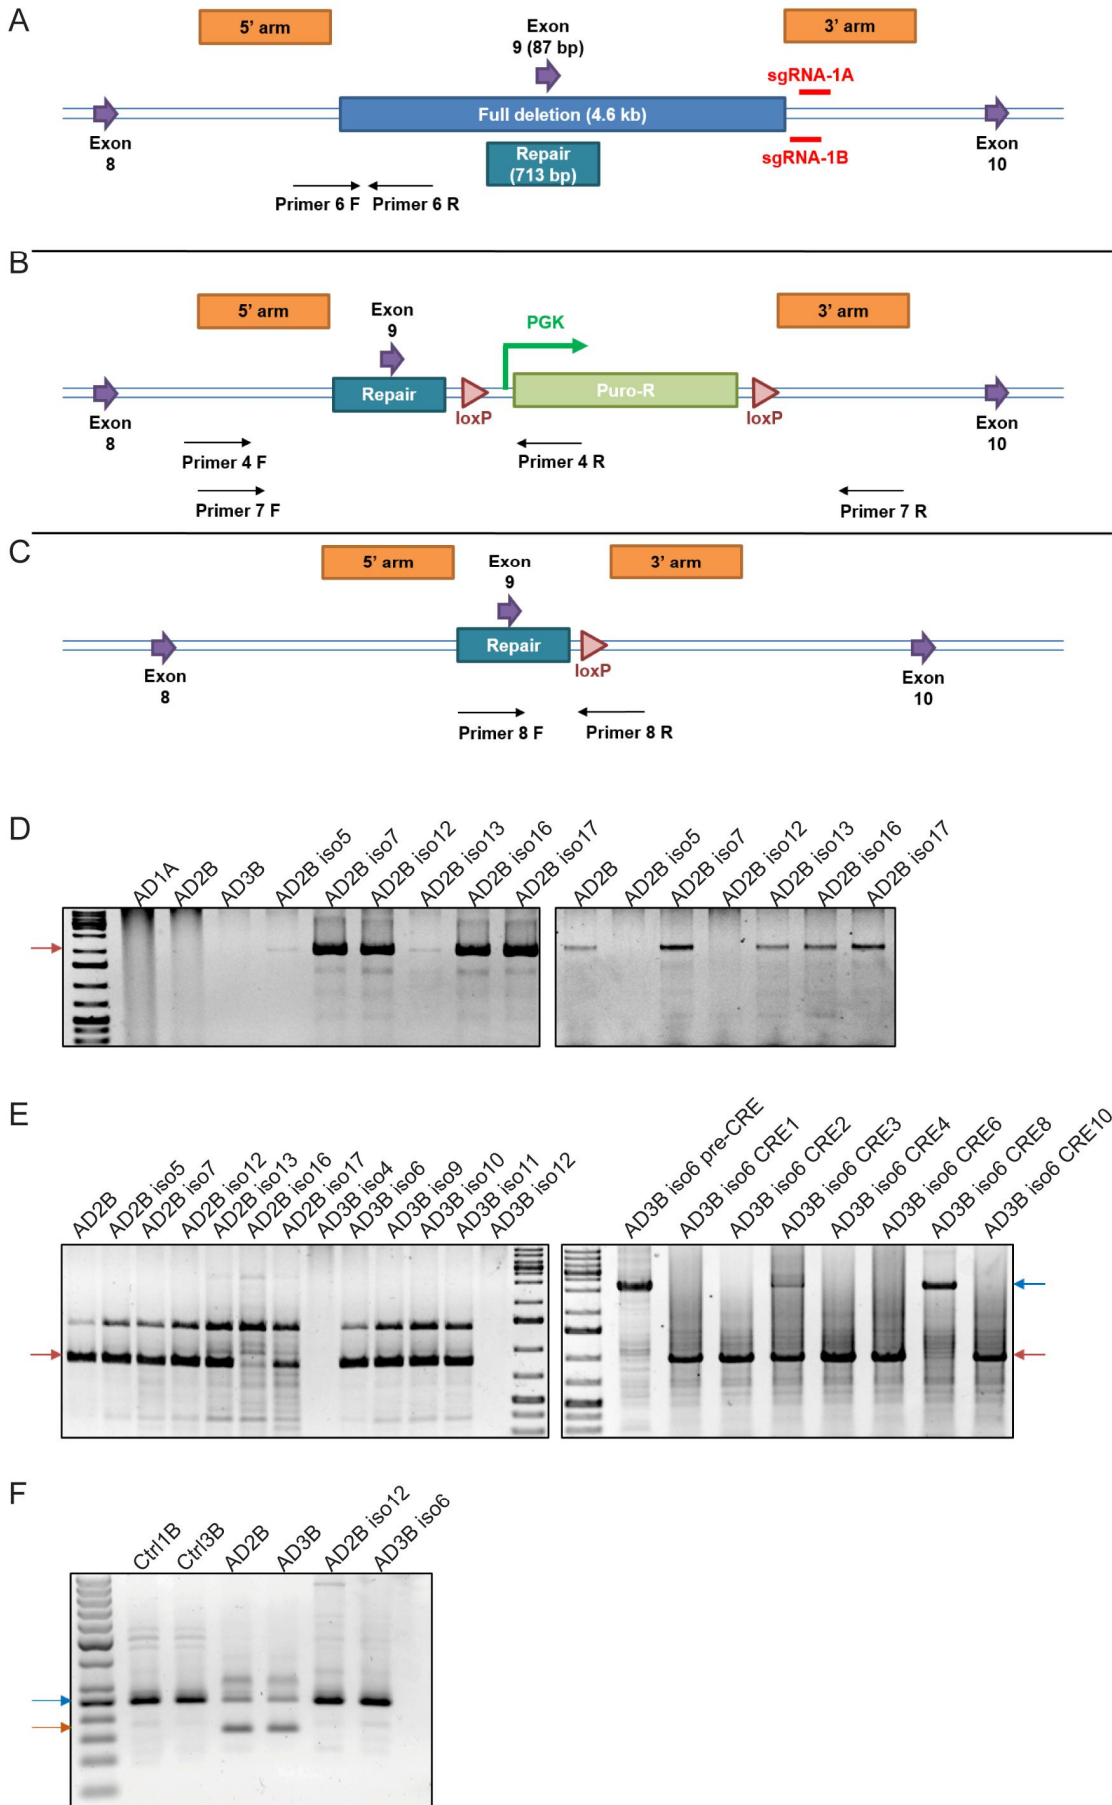 A
5' arm
Exon
9 (87 bp)
3' arm
sgRNA-1A
Full deletion (4.6 kb)
Exon
8
Exon
10
sgRNA-1B
Repair
(713 bp)
Primer 6 F
Primer 6 R
B
5' arm
Exon
9
PGK
3' arm
Repair
loxP
Puro-R
loxP
Exon
8
Exon
10
Primer 4 F
Primer 4 R
Primer 7 F
Primer 7 R
C
5' arm
Exon
9
3' arm
Repair
loxP
Exon
8
Exon
10
Primer 8 F
Primer 8 R
D
AD1A
AD2B
AD3B
AD2B iso5
AD2B iso7
AD2B iso12
AD2B iso13
AD2B iso16
AD2B iso17
AD2B
AD2B iso5
AD2B iso7
AD2B iso12
AD2B iso13
AD2B iso16
AD2B iso17
E
AD2B
AD2B iso5
AD2B iso7
AD2B iso12
AD2B iso13
AD2B iso16
AD2B iso17
AD3B iso4
AD3B iso6
AD3B iso9
AD3B iso10
AD3B iso11
AD3B iso12
AD3B iso6 pre-CRE
AD3B iso6 CRE1
AD3B iso6 CRE2
AD3B iso6 CRE3
AD3B iso6 CRE4
AD3B iso6 CRE6
AD3B iso6 CRE8
AD3B iso6 CRE10
F
Ctrl1B
Ctrl3B
AD2B
AD3B
AD2B iso12
AD3B iso6